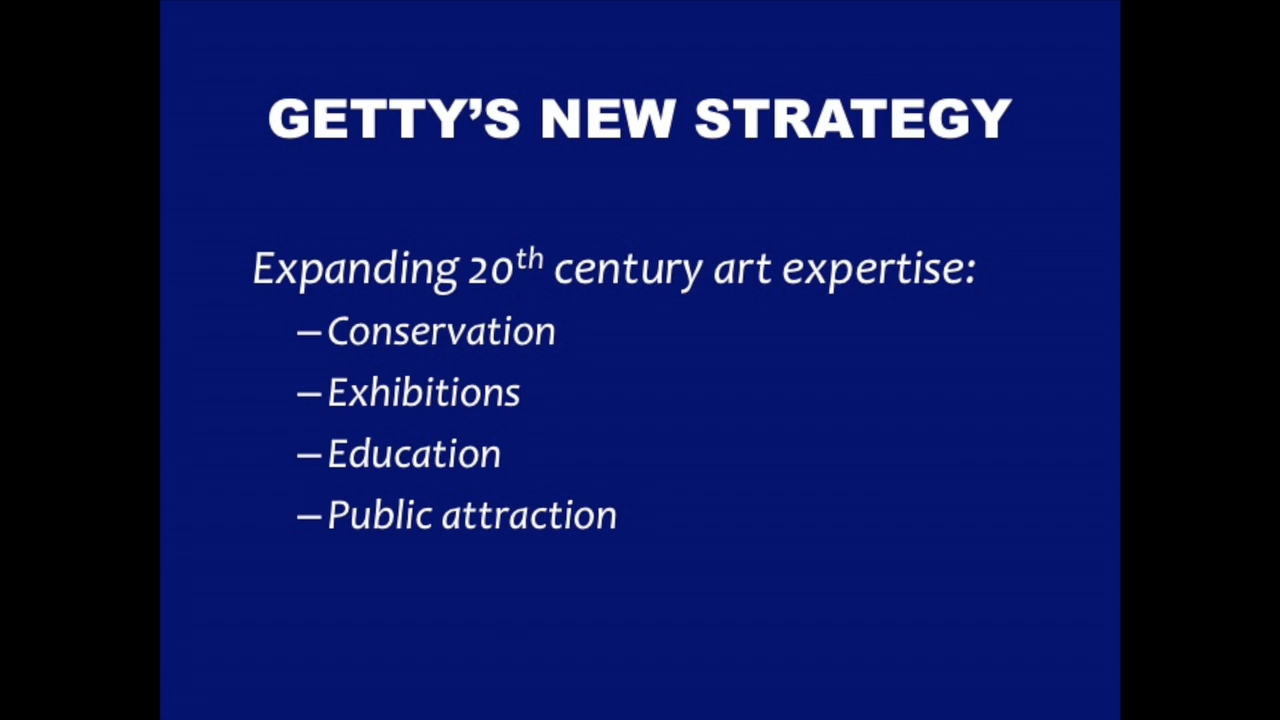 GETTY’S NEW STRATEGY
Expanding 20th century art expertise:
– Conservation
– Exhibitions
– Education
– Public attraction